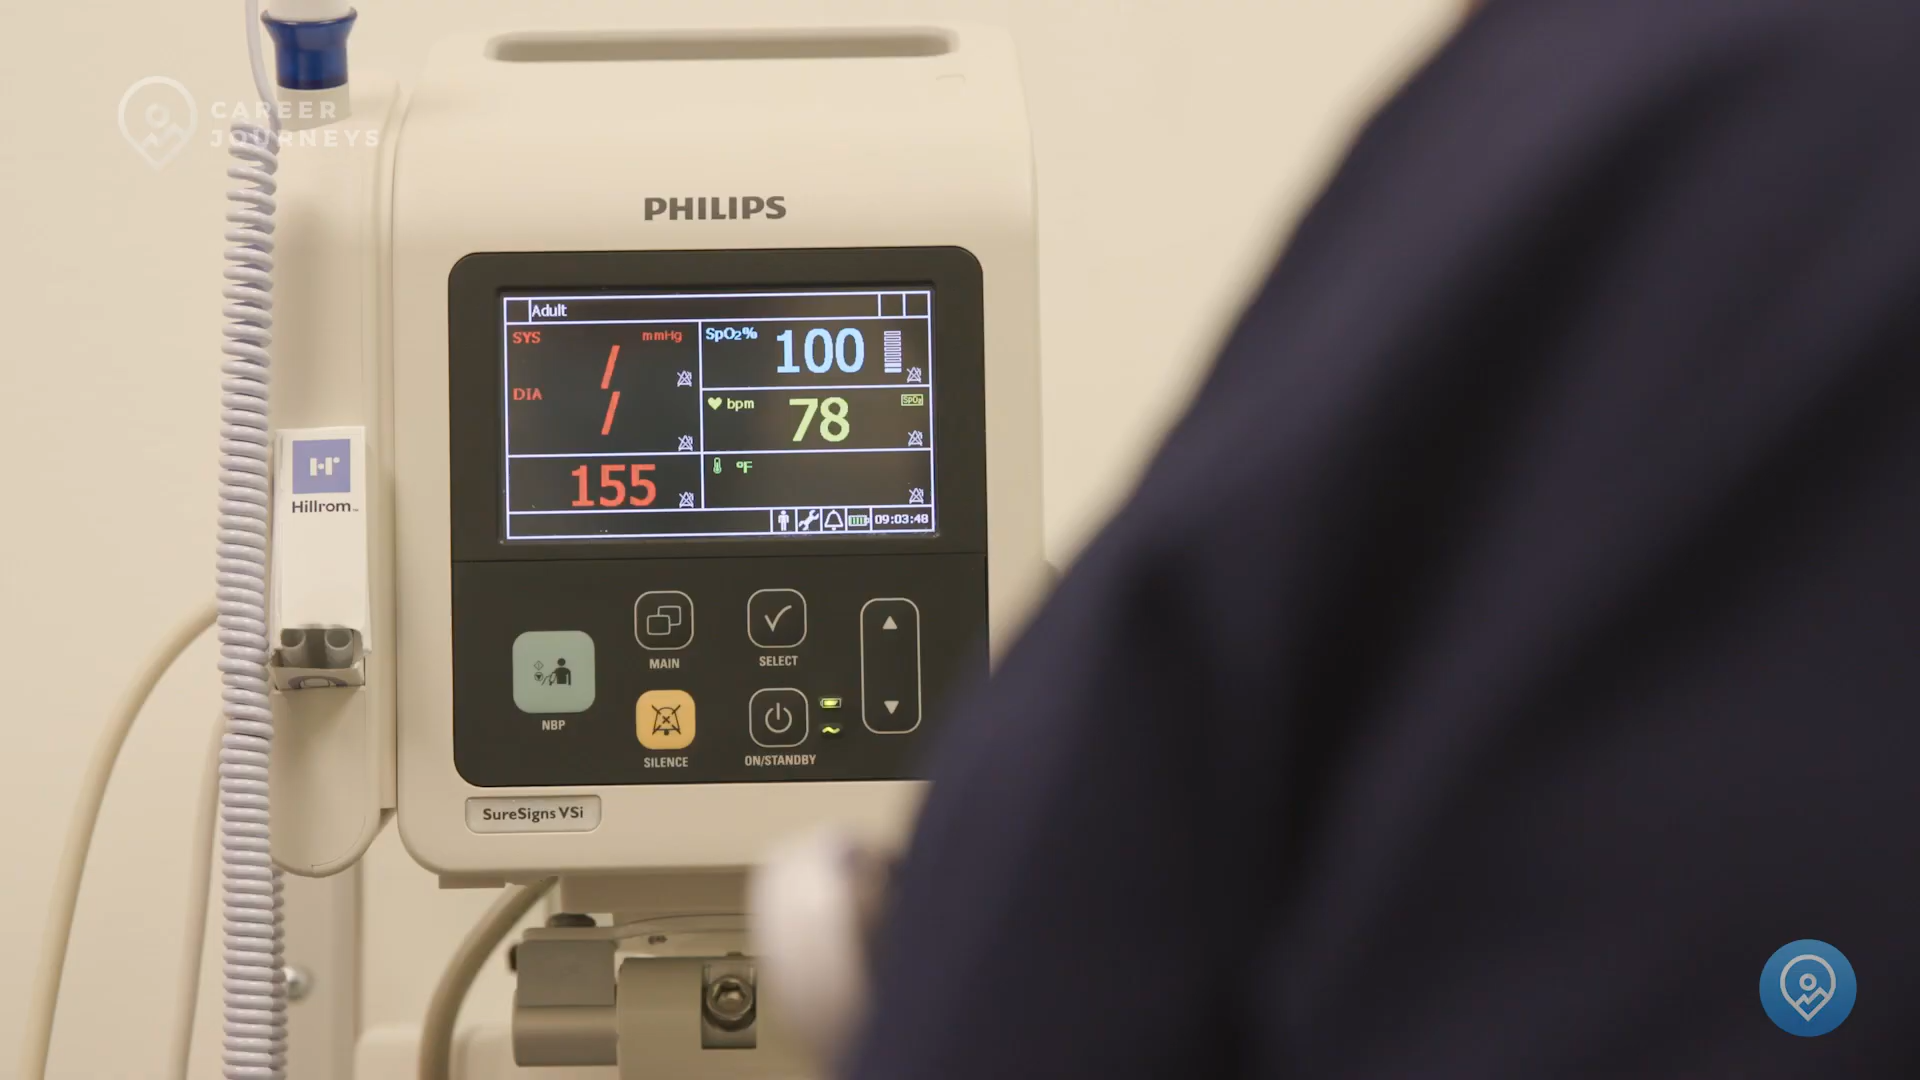 CAREER
JOURNEYS
PHILIPS
Adult
SYS mmHg
/
DIA
/
155
SpO₂% 100
bpm 78 SpO₂
°F
09:03:48
Hillrom
MAIN
SELECT
NBP
SILENCE
ON/STANDBY
SureSigns VSi